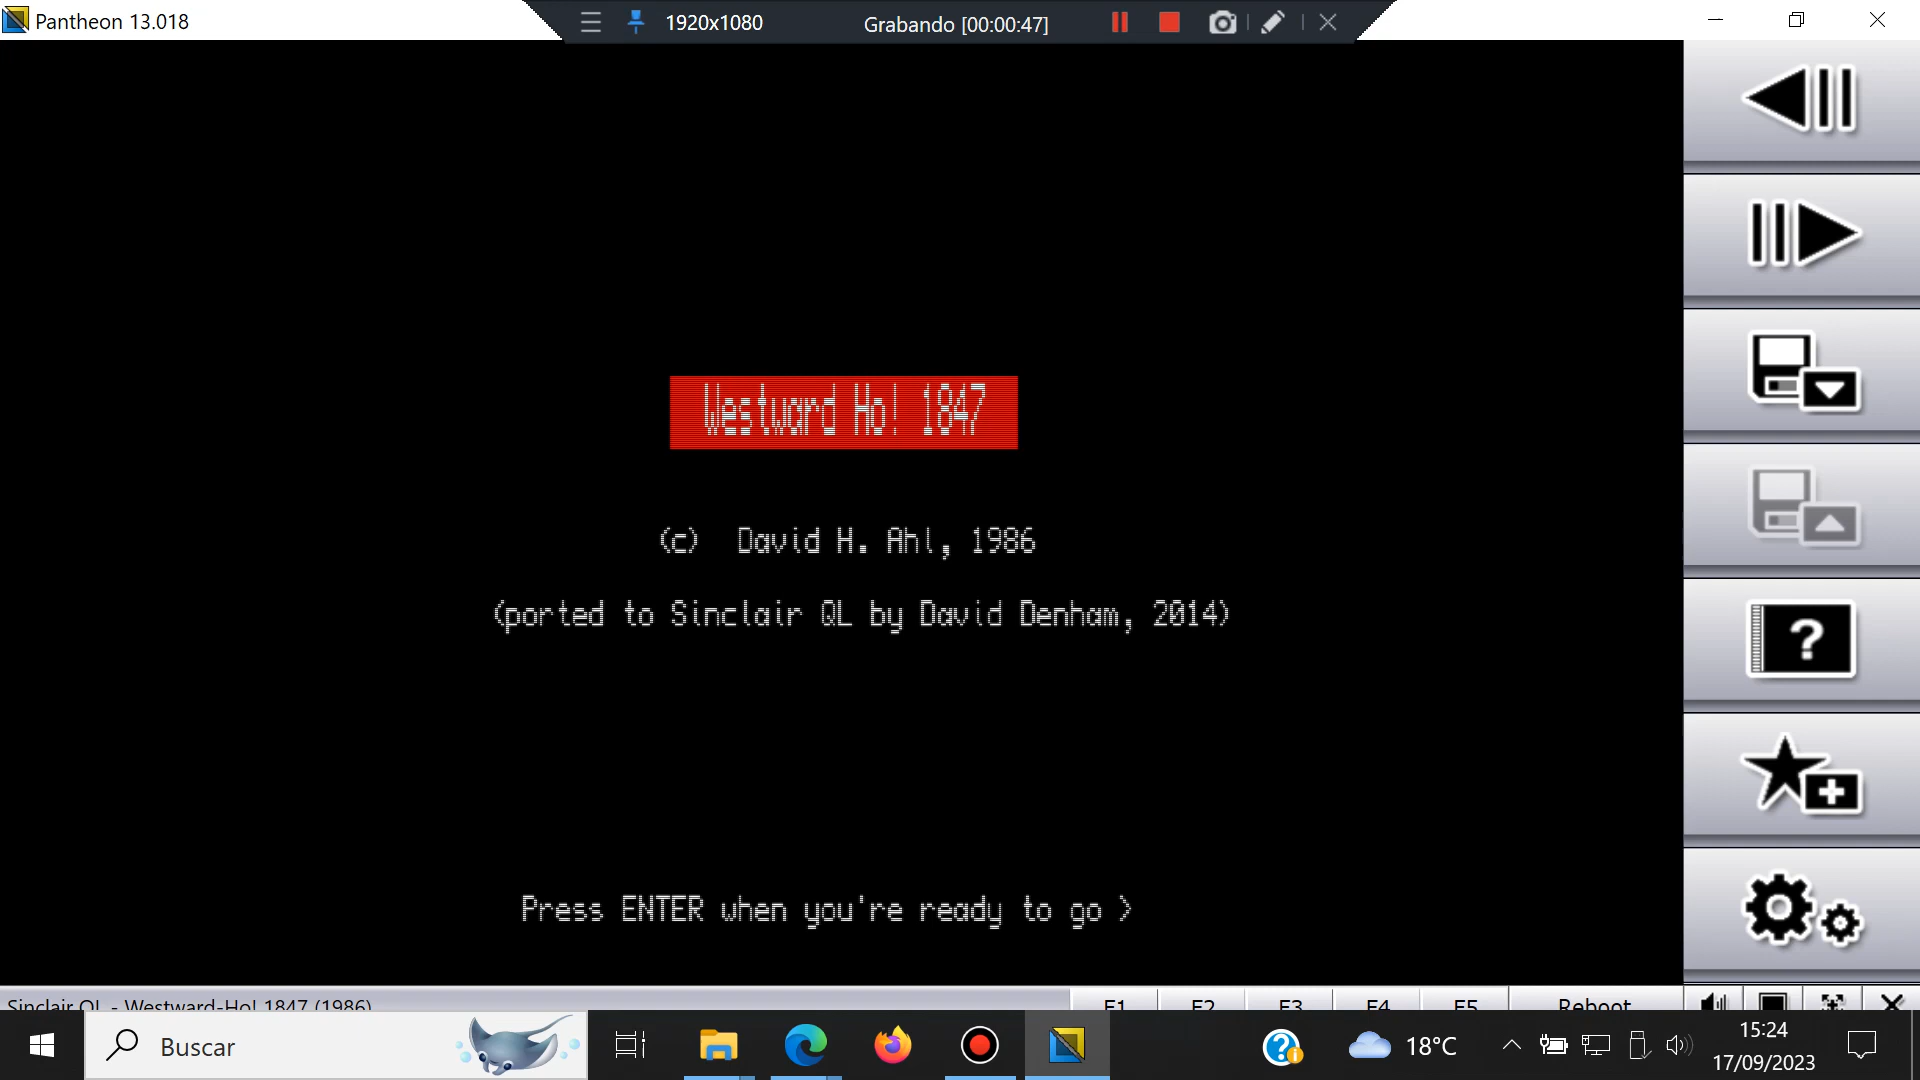 Pantheon 13.018
1920x1080
Grabando [00:00:47]
Westward Ho! 1847
(c) David H. Ahl, 1986
(ported to Sinclair QL by David Denham, 2014)
Press ENTER when you're ready to go >
?
Sinclair QL - Westward-Ho! 1847 (1986)
F1 F2 F3 F4 F5 Reboot
Buscar
18°C
15:24
17/09/2023